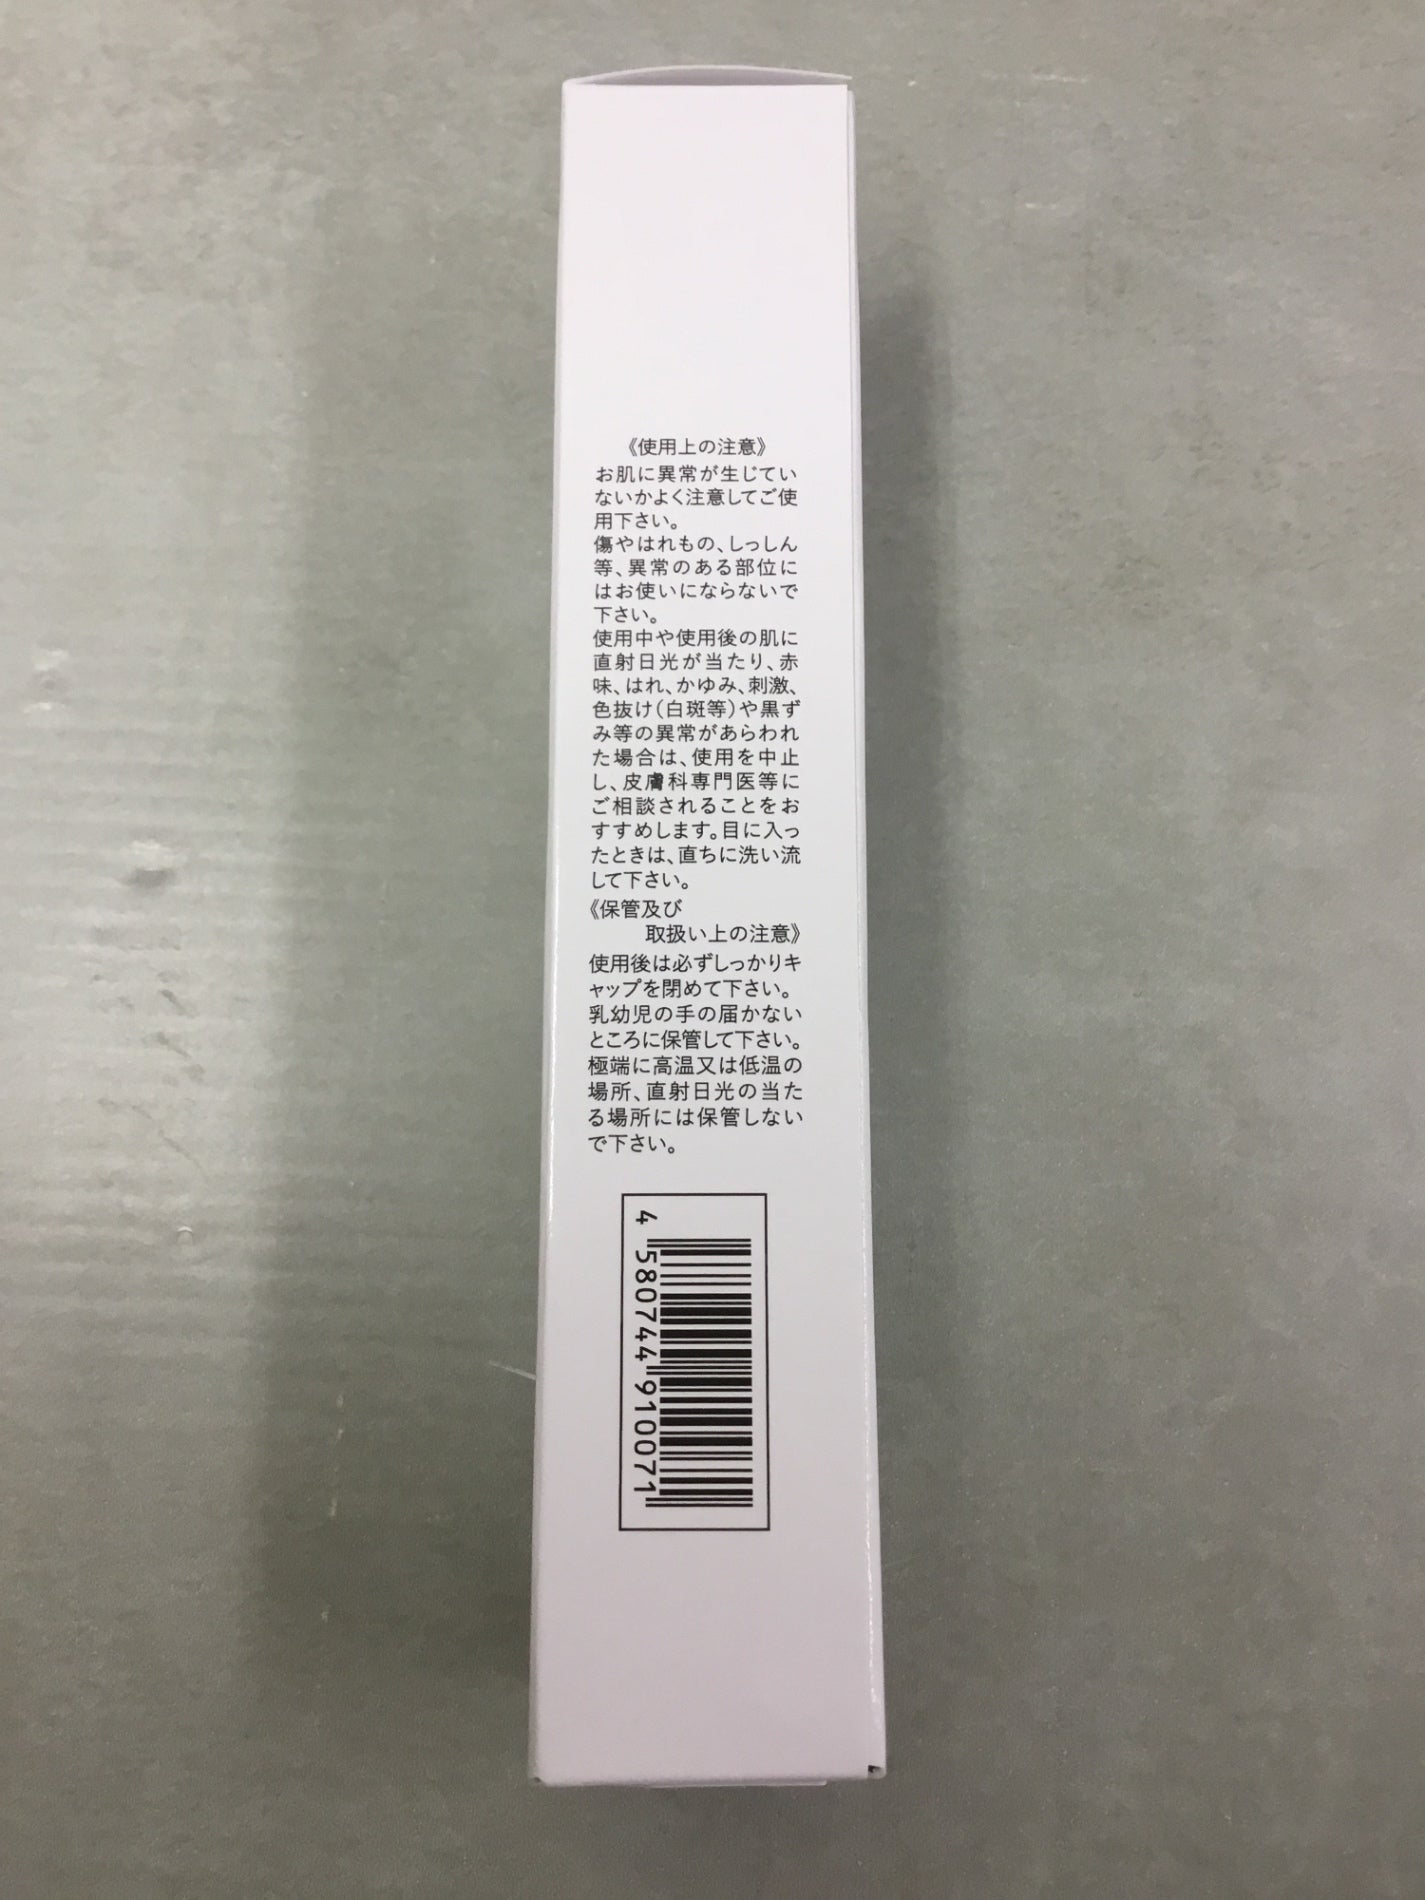 《使用上の注意》
お肌に異常が生じてい
ないかよく注意してご使
用下さい。
傷やはれもの、しっしん
等、異常のある部位に
はお使いにならないで
下さい。
使用中や使用後の肌に
直射日光が当たり、赤
味、はれ、かゆみ、刺激、
色抜け(白斑等)や黒ず
み等の異常があらわれ
た場合は、使用を中止
し、皮膚科専門医等に
ご相談されることをお
すすめします。目に入っ
たときは、直ちに洗い流
して下さい。
《保管及び
取扱い上の注意》
使用後は必ずしっかりキ
ャップを閉めて下さい。
乳幼児の手の届かない
ところに保管して下さい。
極端に高温又は低温の
場所、直射日光の当た
る場所には保管しない
で下さい。
4 580744 910071